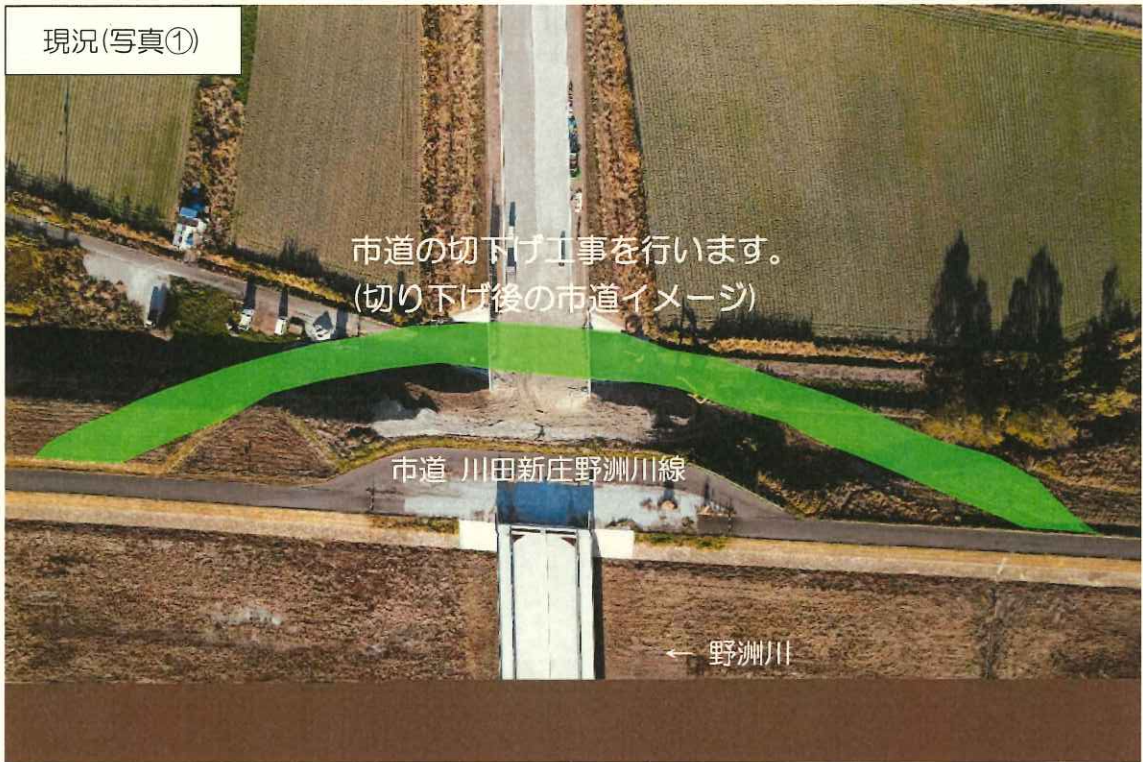 現況(写真①)
市道の切下げ工事を行います。
(切り下げ後の市道イメージ)
市道 川田新庄野洲川線
← 野洲川